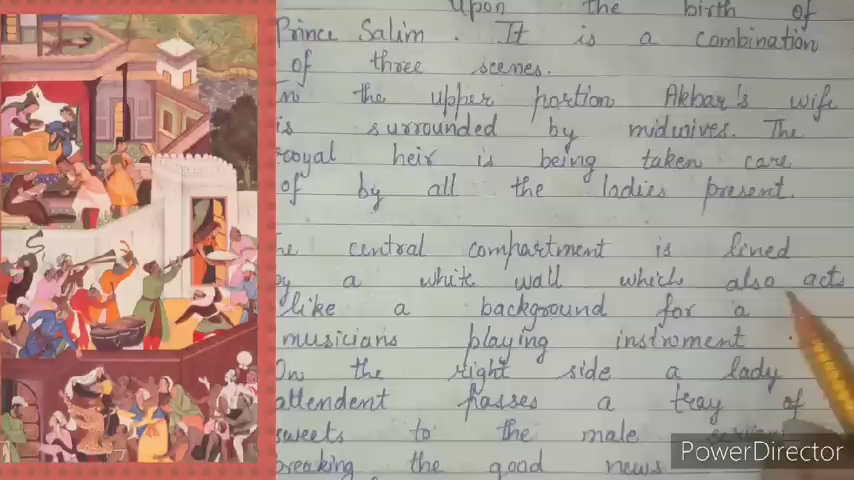 upon the birth of
Prince Salim. It is a combination
of three scenes.
In the upper portion Akbar's wife
is surrounded by midwives. The
royal heir is being taken care
of by all the ladies present.
he central compartment is lined
by a white wall which also acts
like a background for a
musicians playing instroment
On the right side a lady
attendent passes a tray of
sweets to the male
breaking the good news
PowerDirector